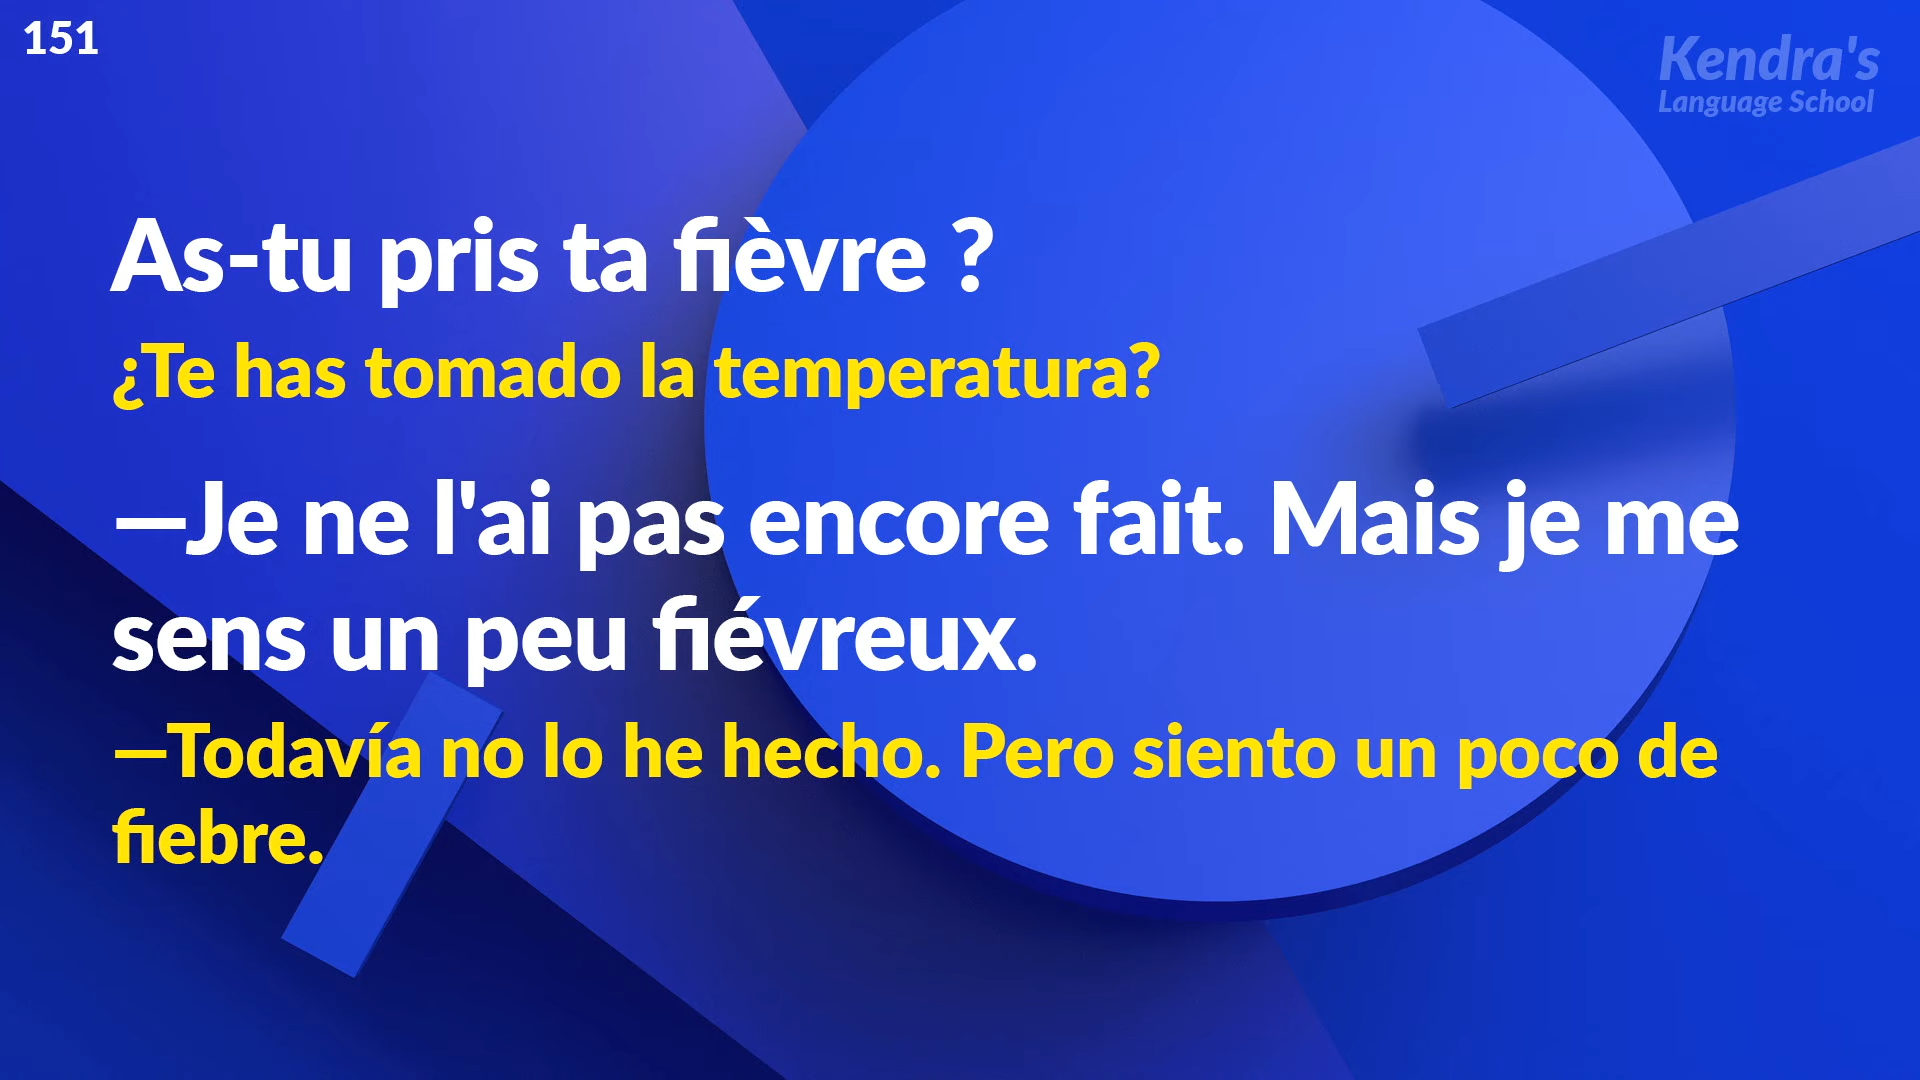 151
Kendra's
Language School
As-tu pris ta fièvre ?
¿Te has tomado la temperatura?
—Je ne l'ai pas encore fait. Mais je me
sens un peu fiévreux.
—Todavía no lo he hecho. Pero siento un poco de
fiebre.